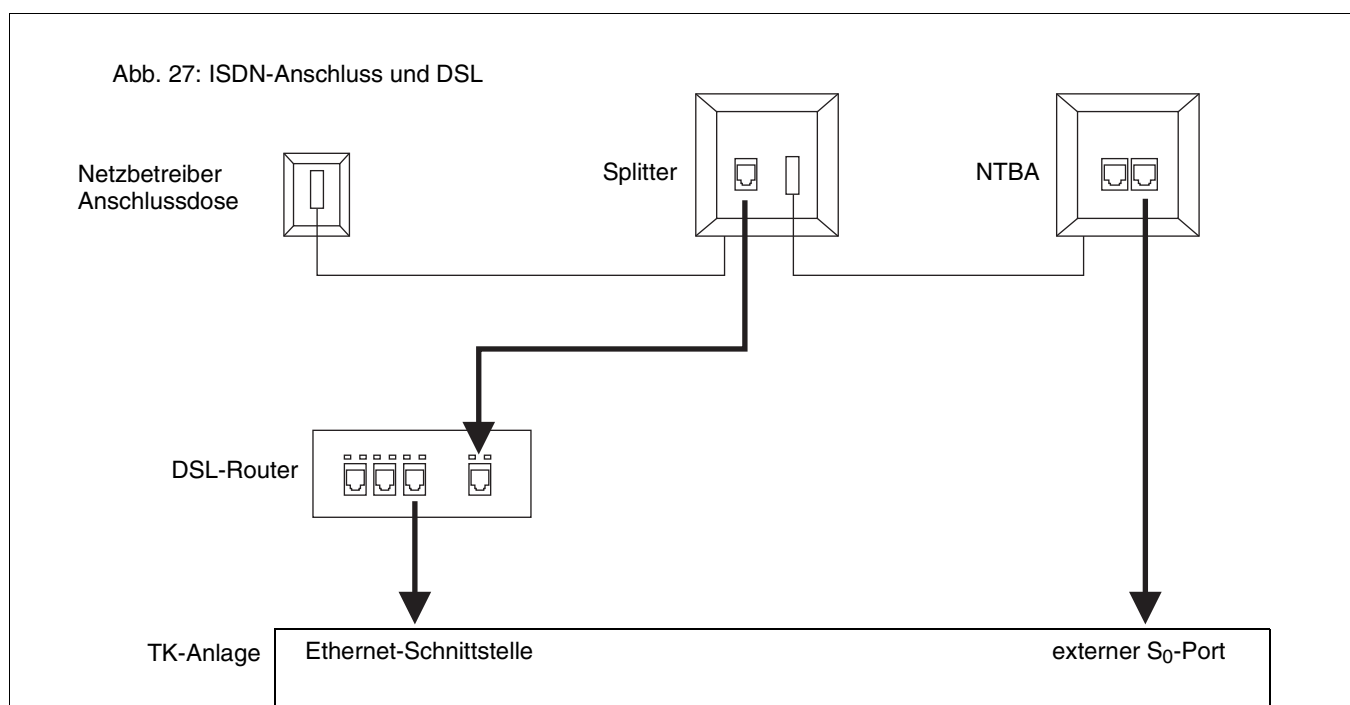 Abb. 27: ISDN-Anschluss und DSL
Netzbetreiber
Anschlussdose
Splitter
NTBA
DSL-Router
TK-Anlage
Ethernet-Schnittstelle
externer S0-Port